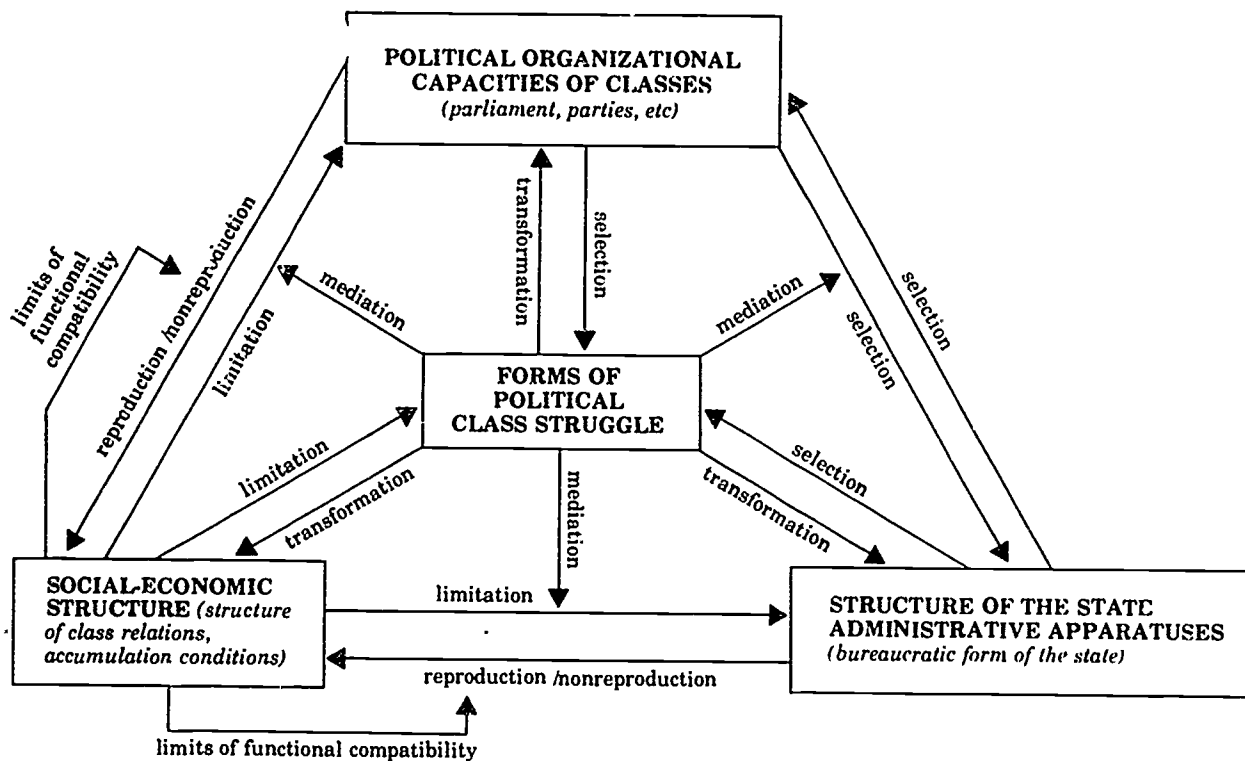 POLITICAL ORGANIZATIONAL
CAPACITIES OF CLASSES
(parliament, parties, etc)
transformation
selection
limits of
functional
compatibility
reproduction/nonreproduction
limitation
mediation
mediation
selection
selection
FORMS OF
POLITICAL
CLASS STRUGGLE
limitation
transformation
mediation
selection
transformation
SOCIAL-ECONOMIC
STRUCTURE (structure
of class relations,
accumulation conditions)
limitation
reproduction/nonreproduction
limits of functional compatibility
STRUCTURE OF THE STATE
ADMINISTRATIVE APPARATUSES
(bureaucratic form of the state)